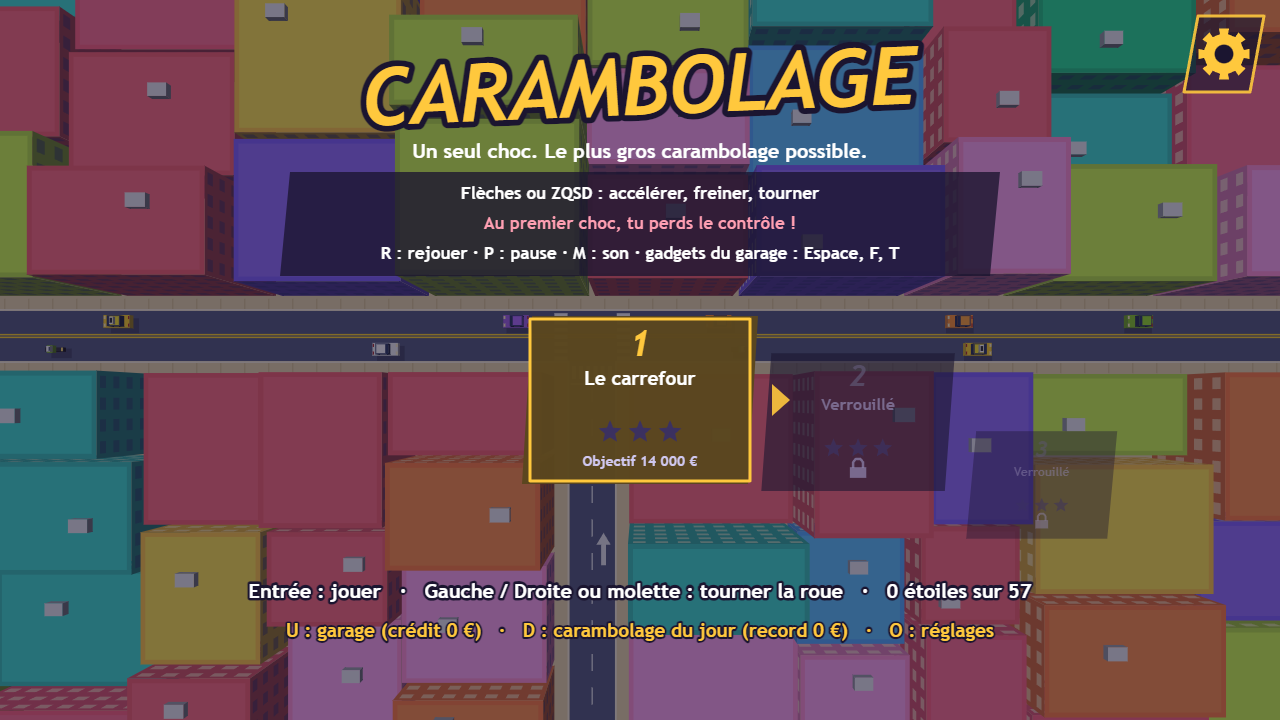 CARAMBOLAGE
Un seul choc. Le plus gros carambolage possible.
Flèches ou ZQSD : accélérer, freiner, tourner
Au premier choc, tu perds le contrôle !
R : rejouer · P : pause · M : son · gadgets du garage : Espace, F, T
1
Le carrefour
Objectif 14 000 €
2
Verrouillé
3
Verrouillé
Entrée : jouer · Gauche / Droite ou molette : tourner la roue · 0 étoiles sur 57
U : garage (crédit 0 €) · D : carambolage du jour (record 0 €) · O : réglages